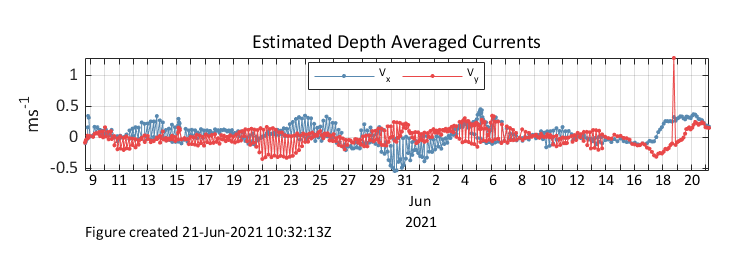 Estimated Depth Averaged Currents
Vx Vy
ms-1
1
0.5
0
-0.5
9 11 13 15 17 19 21 23 25 27 29 31 2 4 6 8 10 12 14 16 18 20
Jun
2021
Figure created 21-Jun-2021 10:32:13Z